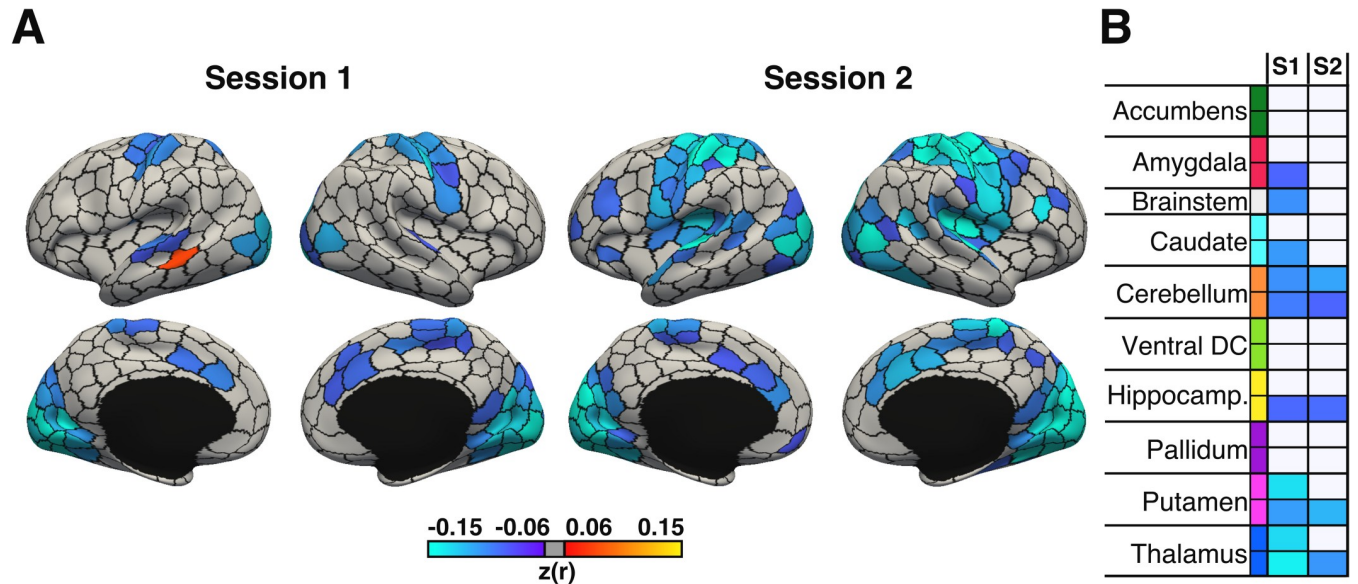 A
B
Session 1
Session 2
S1 S2
Accumbens
Amygdala
Brainstem
Caudate
Cerebellum
Ventral DC
Hippocamp.
Pallidum
Putamen
Thalamus
-0.15 -0.06 0.06 0.15
z(r)